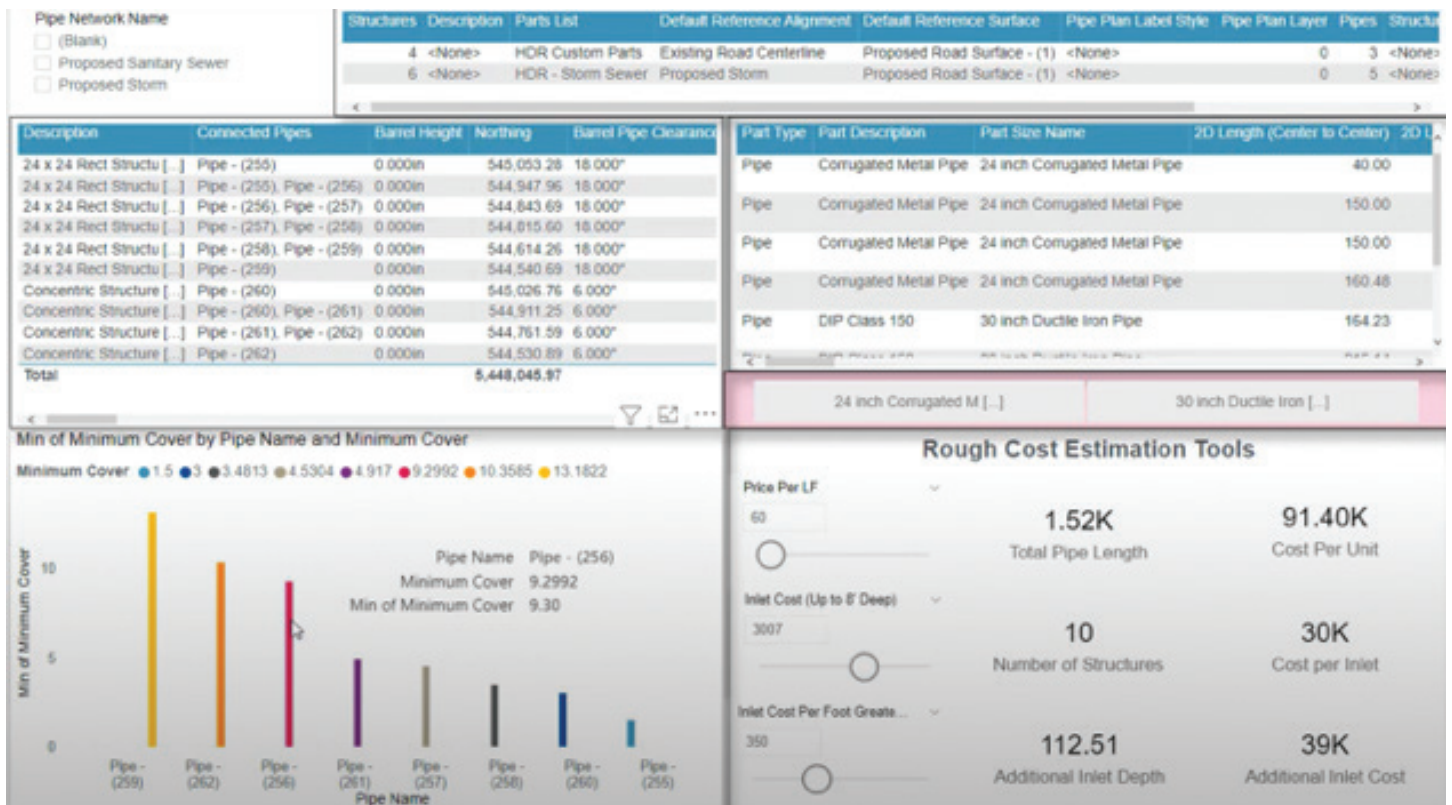 Pipe Network Name
(Blank)
Proposed Sanitary Sewer
Proposed Storm
Structures Description Parts List Default Reference Alignment Default Reference Surface Pipe Plan Label Style Pipe Plan Layer Pipes Structu
4 <None> HDR Custom Parts Existing Road Centerline Proposed Road Surface - (1) <None> 0 3 <None>
6 <None> HDR - Storm Sewer Proposed Storm Proposed Road Surface - (1) <None> 0 5 <None>
Description Connected Pipes Barrel Height Northing Barrel Pipe Clearance
24 x 24 Rect Structu [...] Pipe - (255) 0.000in 545,053.28 18.000"
24 x 24 Rect Structu [...] Pipe - (255), Pipe - (256) 0.000in 544,947.96 18.000"
24 x 24 Rect Structu [...] Pipe - (256), Pipe - (257) 0.000in 544,843.69 18.000"
24 x 24 Rect Structu [...] Pipe - (257), Pipe - (258) 0.000in 544,815.60 18.000"
24 x 24 Rect Structu [...] Pipe - (258), Pipe - (259) 0.000in 544,614.26 18.000"
24 x 24 Rect Structu [...] Pipe - (259) 0.000in 544,540.69 18.000"
Concentric Structure [...] Pipe - (260) 0.000in 545,026.76 6.000"
Concentric Structure [...] Pipe - (260), Pipe - (261) 0.000in 544,911.25 6.000"
Concentric Structure [...] Pipe - (261), Pipe - (262) 0.000in 544,761.59 6.000"
Concentric Structure [...] Pipe - (262) 0.000in 544,530.89 6.000"
Total 5,448,045.97
Part Type Part Description Part Size Name 2D Length (Center to Center) 2D L
Pipe Corrugated Metal Pipe 24 inch Corrugated Metal Pipe 40.00
Pipe Corrugated Metal Pipe 24 inch Corrugated Metal Pipe 150.00
Pipe Corrugated Metal Pipe 24 inch Corrugated Metal Pipe 150.00
Pipe Corrugated Metal Pipe 24 inch Corrugated Metal Pipe 160.48
Pipe DIP Class 150 30 inch Ductile Iron Pipe 164.23
24 inch Corrugated M [...] 30 inch Ductile Iron [...]
Min of Minimum Cover by Pipe Name and Minimum Cover
Minimum Cover 1.5 3 3.4813 4.5304 4.917 9.2992 10.3585 13.1822
Min of Minimum Cover
10
5
0
Pipe Name Pipe - (256)
Minimum Cover 9.2992
Min of Minimum Cover 9.30
Pipe - (259) Pipe - (262) Pipe - (256) Pipe - (261) Pipe - (257) Pipe - (258) Pipe - (260) Pipe - (255)
Pipe Name
Rough Cost Estimation Tools
Price Per LF
60
1.52K 91.40K
Total Pipe Length Cost Per Unit
Inlet Cost (Up to 8' Deep)
3007
10 30K
Number of Structures Cost per Inlet
Inlet Cost Per Foot Greate...
350
112.51 39K
Additional Inlet Depth Additional Inlet Cost